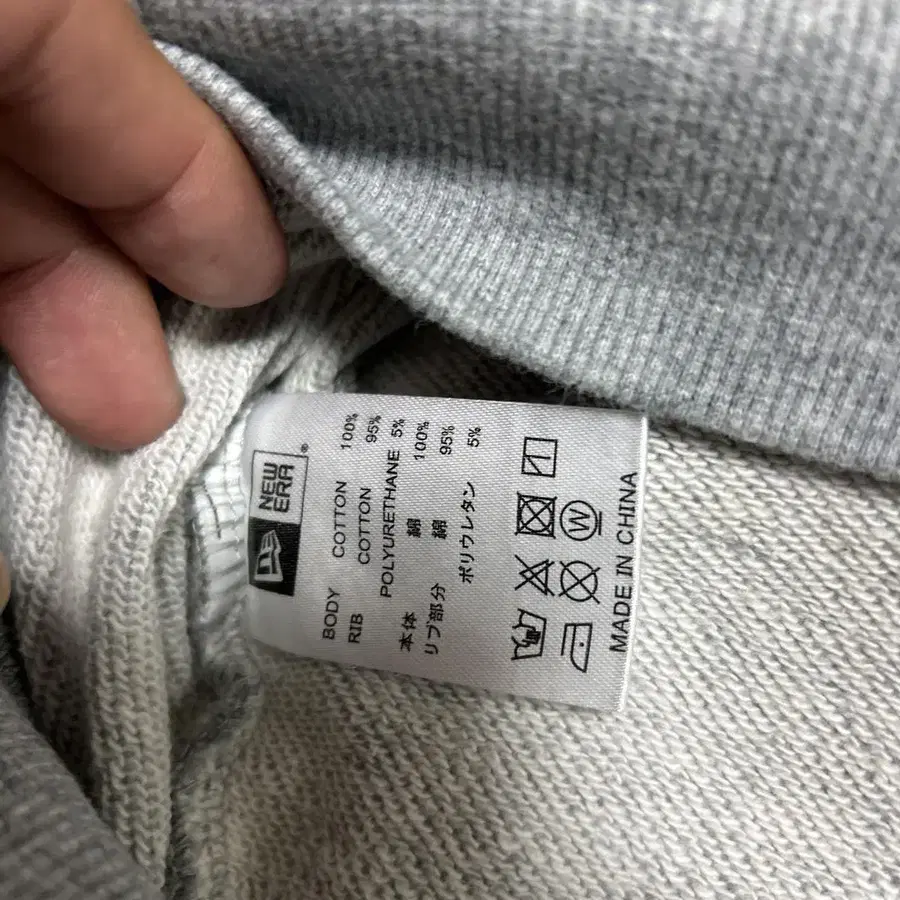 NEW
ERA
®
BODY COTTON 100%
RIB COTTON 95%
POLYURETHANE 5%
本体 綿 100%
リブ部分 綿 95%
ポリウレタン 5%
W
MADE IN CHINA